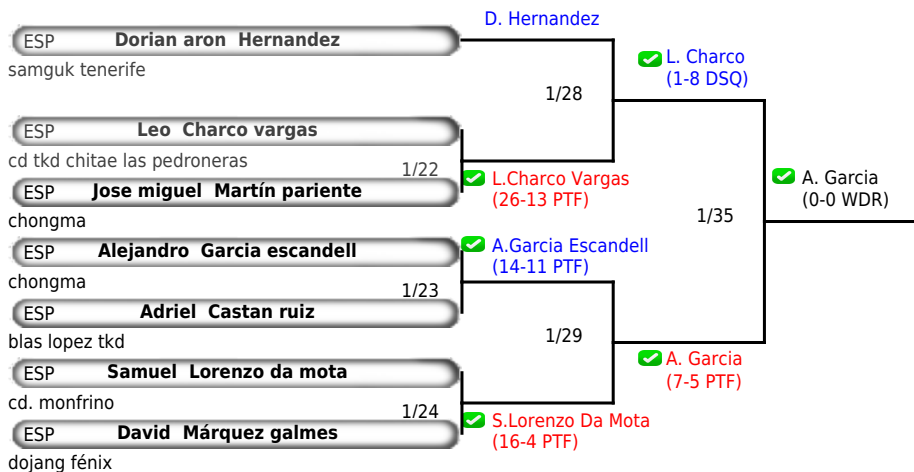 D. Hernandez
ESP Dorian aron Hernandez
samguk tenerife
L. Charco
(1-8 DSQ)
1/28
ESP Leo Charco vargas
cd tkd chitae las pedroneras
1/22
ESP Jose miguel Martín pariente
chongma
L.Charco Vargas
(26-13 PTF)
A. Garcia
(0-0 WDR)
1/35
ESP Alejandro Garcia escandell
chongma
A.Garcia Escandell
(14-11 PTF)
1/23
ESP Adriel Castan ruiz
blas lopez tkd
1/29
ESP Samuel Lorenzo da mota
cd. monfrino
A. Garcia
(7-5 PTF)
1/24
ESP David Márquez galmes
dojang fénix
S.Lorenzo Da Mota
(16-4 PTF)